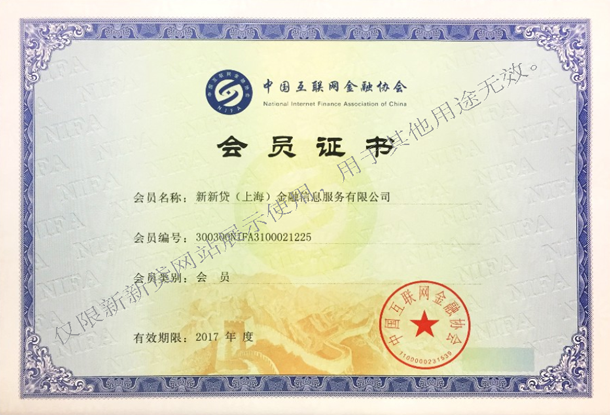 中国互联网金融协会
National Internet Finance Association of China
NIFA
会员证书
会员名称：新新贷（上海）金融信息服务有限公司
会员编号：300300NIFA3100021225
会员类别：会 员
有效期限：2017 年 度
中国互联网金融协会
仅限新新贷网站展示使用，用于其他用途无效。